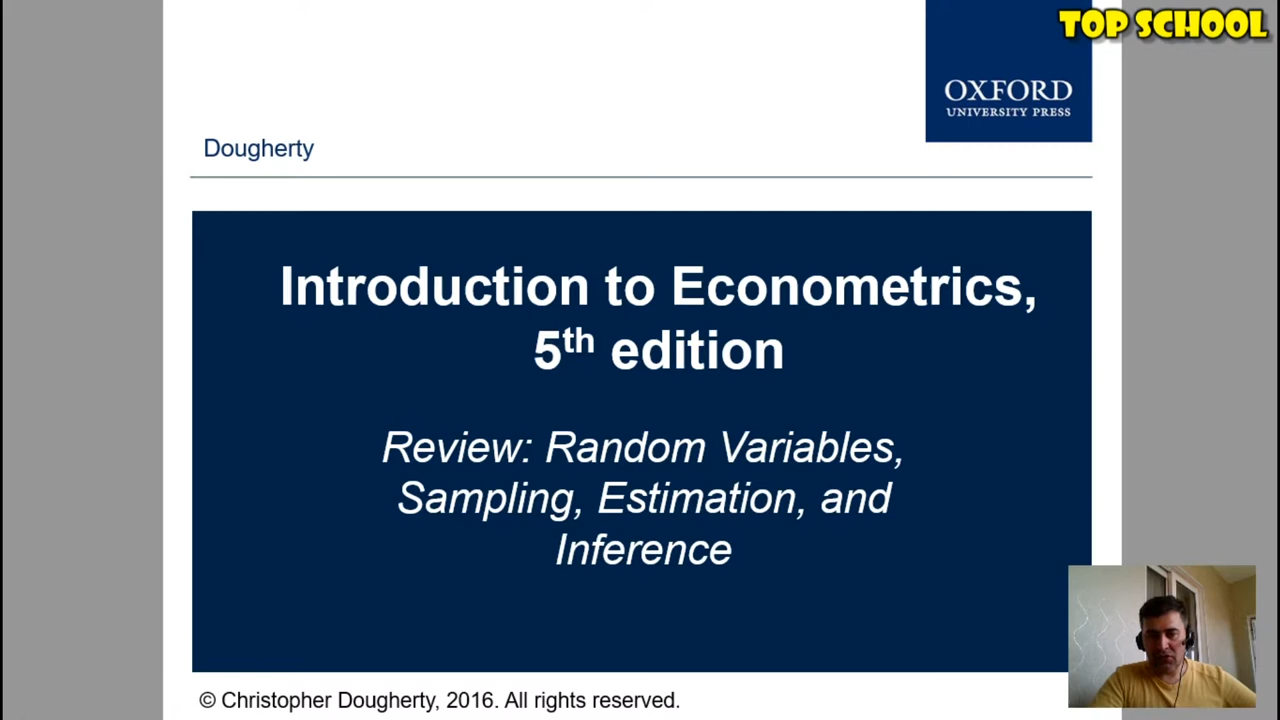 TOP SCHOOL
OXFORD
UNIVERSITY PRESS
Dougherty
Introduction to Econometrics,
5th edition
Review: Random Variables,
Sampling, Estimation, and
Inference
© Christopher Dougherty, 2016. All rights reserved.